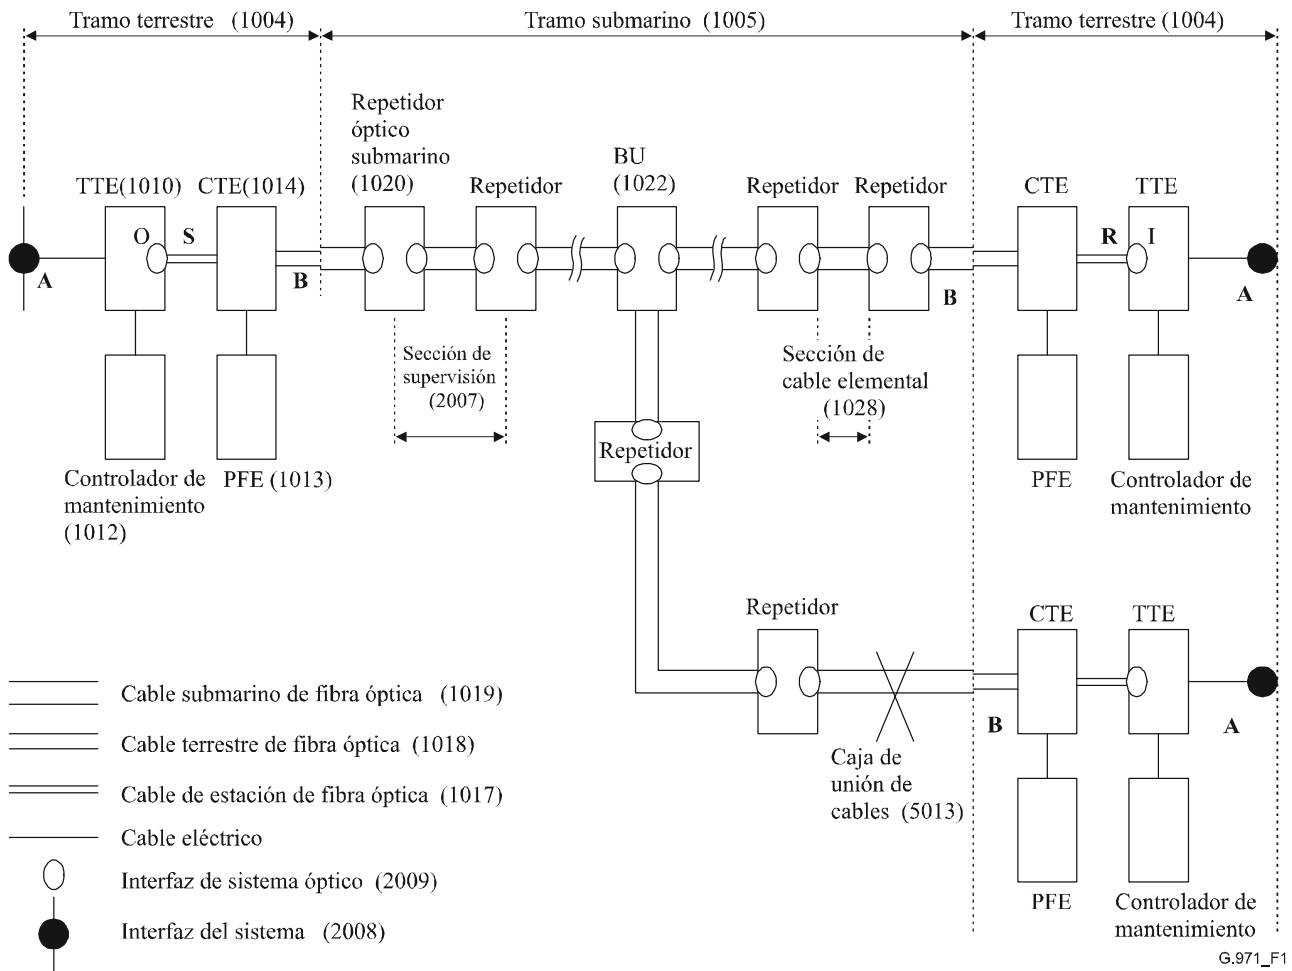 Tramo terrestre (1004)
Tramo submarino (1005)
Tramo terrestre (1004)
Repetidor
óptico
submarino
(1020)
BU
(1022)
TTE(1010)
CTE(1014)
Repetidor
Repetidor
Repetidor
CTE
TTE
O
S
R
I
A
B
B
A
Sección de
supervisión
(2007)
Sección de
cable elemental
(1028)
Repetidor
Controlador de
mantenimiento
(1012)
PFE (1013)
PFE
Controlador de
mantenimiento
Repetidor
CTE
TTE
B
A
Caja de
unión de
cables (5013)
PFE
Controlador de
mantenimiento
Cable submarino de fibra óptica (1019)
Cable terrestre de fibra óptica (1018)
Cable de estación de fibra óptica (1017)
Cable eléctrico
Interfaz de sistema óptico (2009)
Interfaz del sistema (2008)
G.971_F1